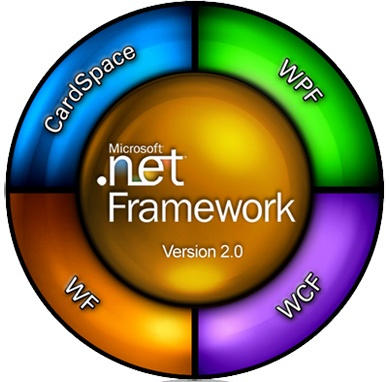 CardSpace
WPF
Microsoft
.net
Framework
Version 2.0
WF
WCF